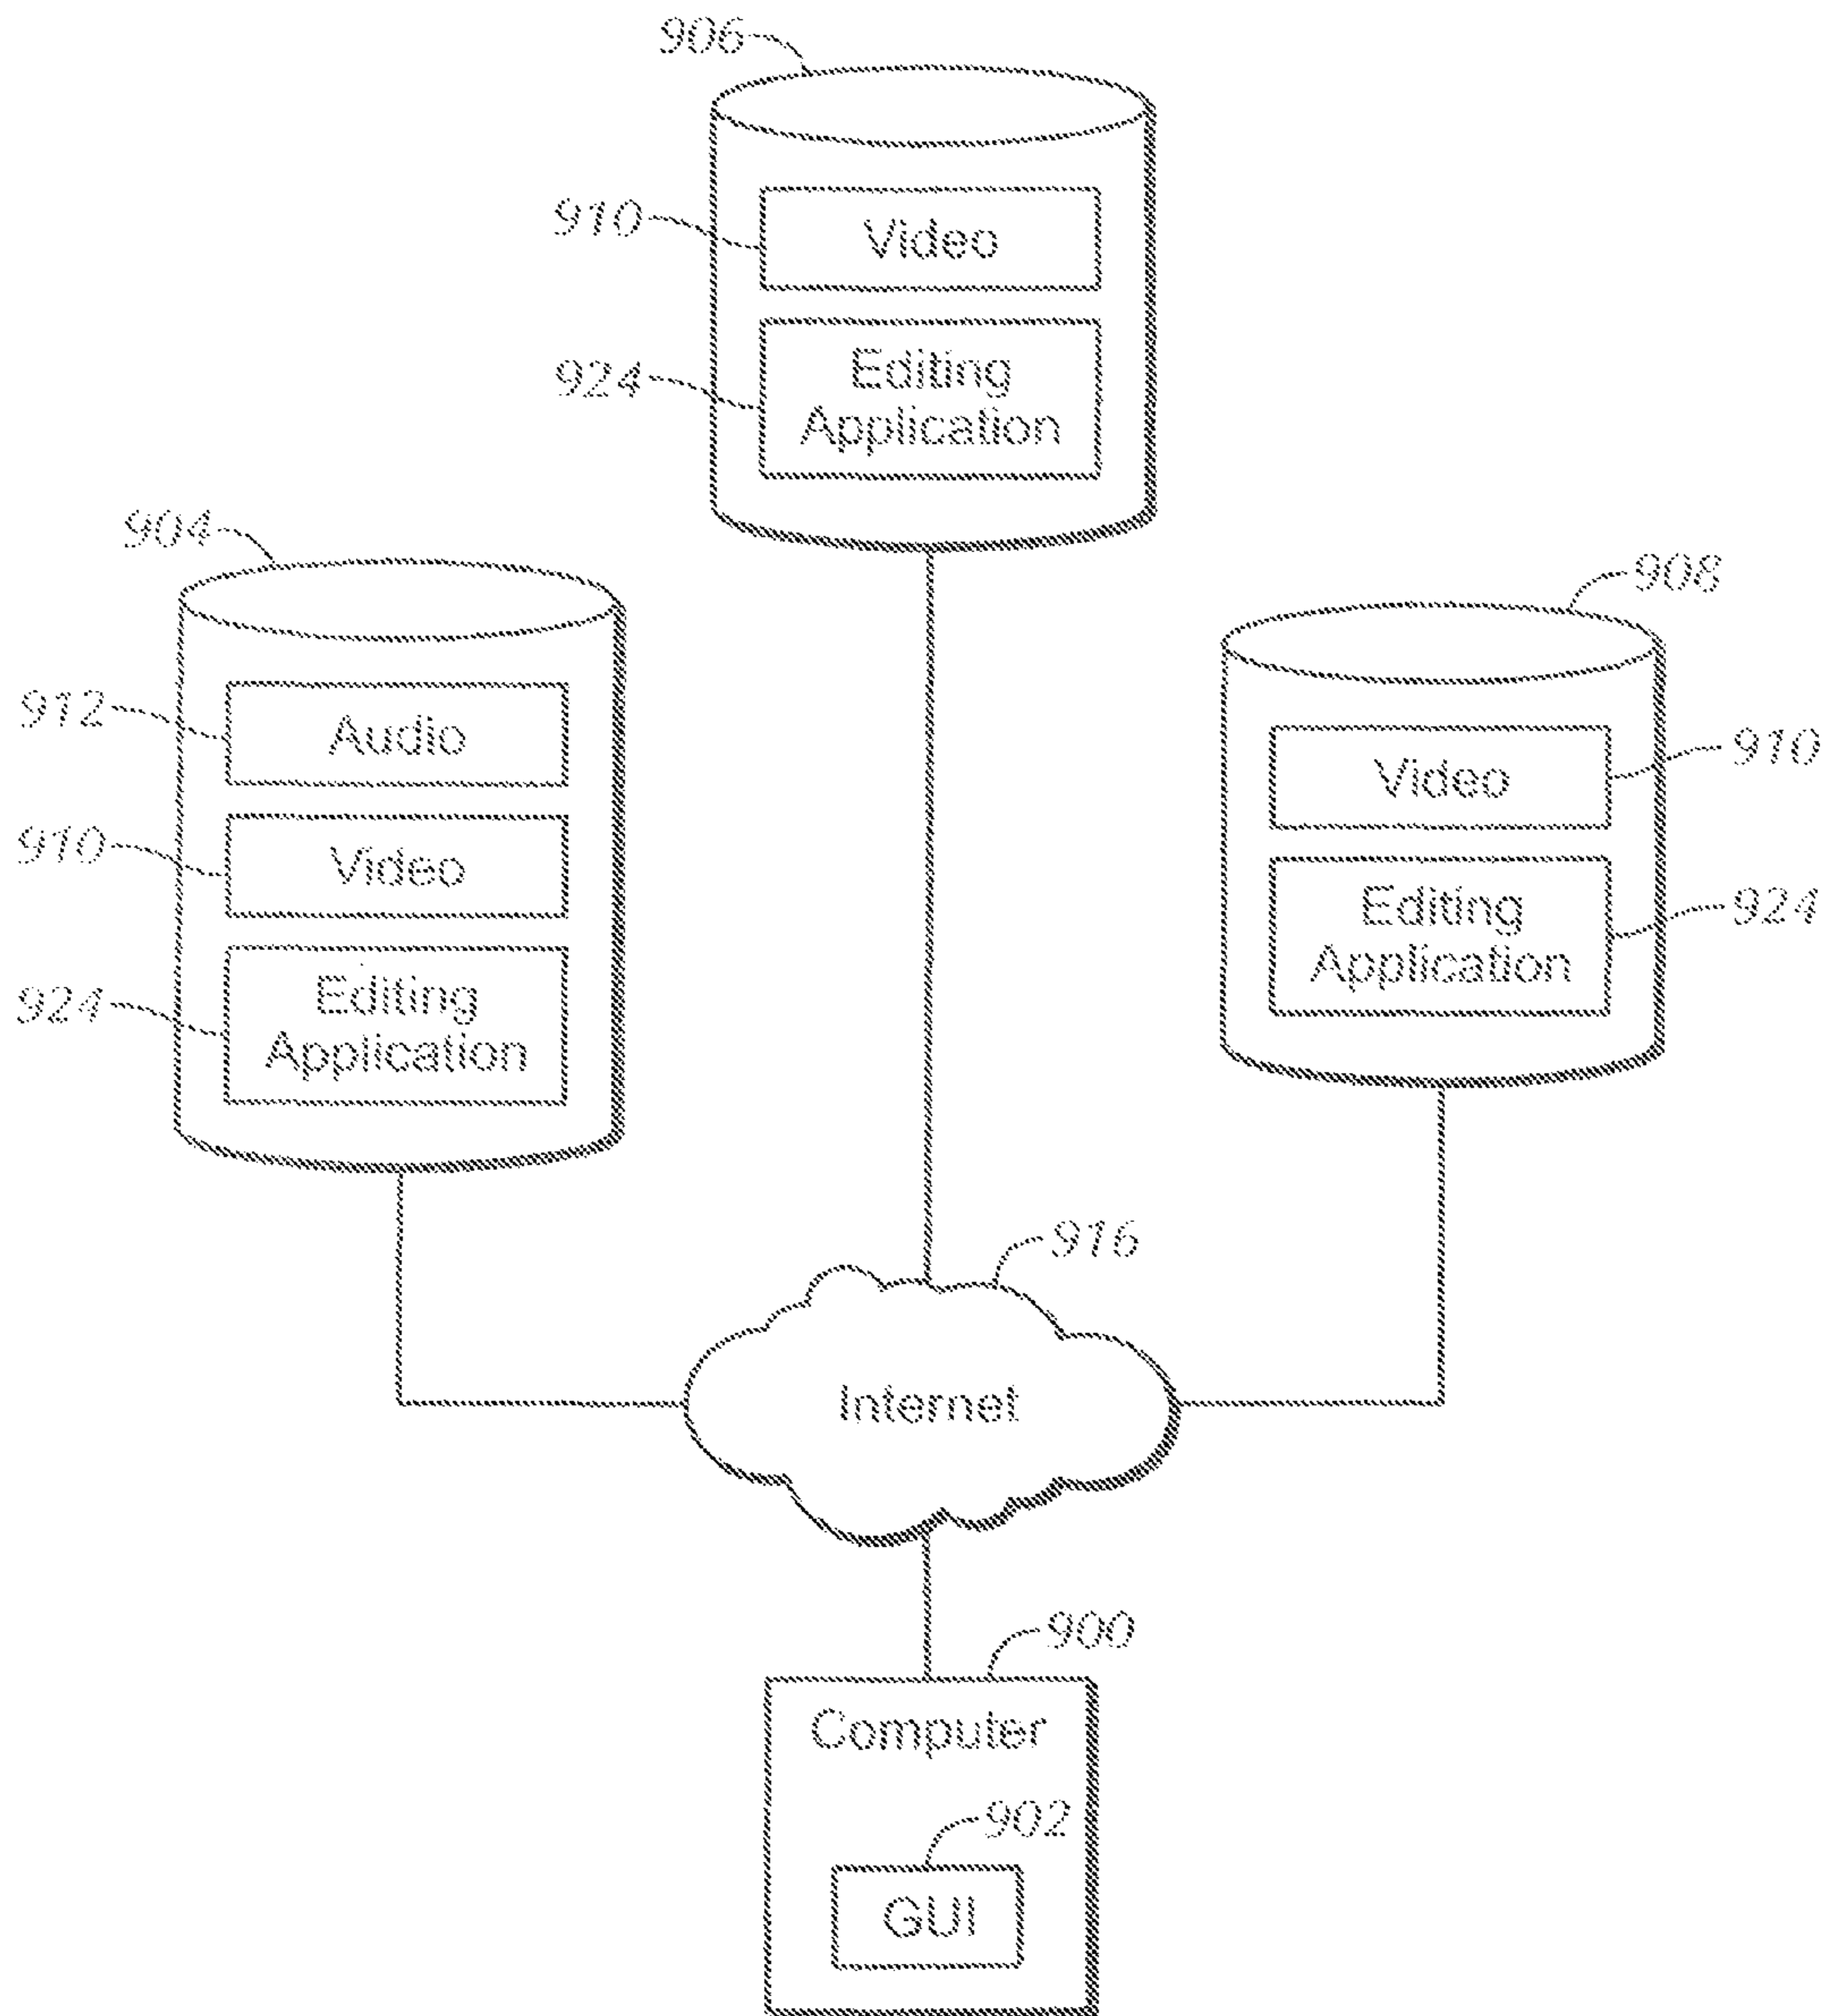 906
910
Video
924
Editing
Application
904
912
Audio
910
Video
924
Editing
Application
908
Video
910
Editing
Application
924
916
Internet
900
Computer
902
GUI